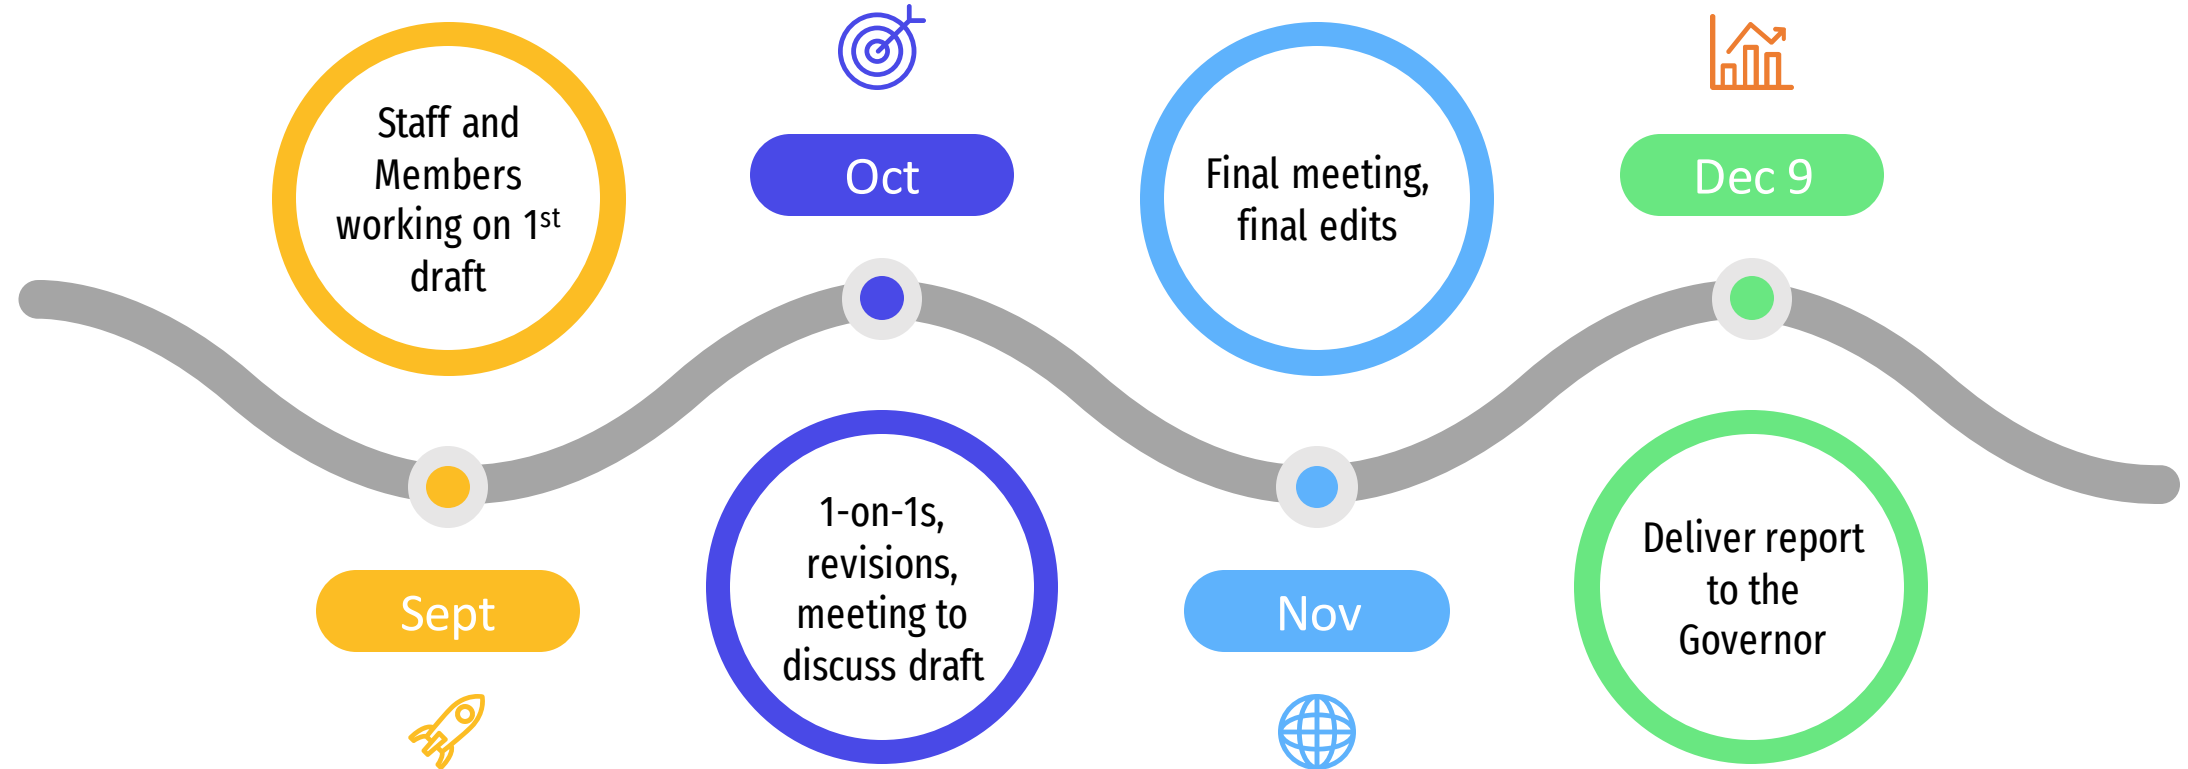 Staff and
Members
working on 1st
draft
Sept
Oct
1-on-1s,
revisions,
meeting to
discuss draft
Final meeting,
final edits
Nov
Dec 9
Deliver report
to the
Governor